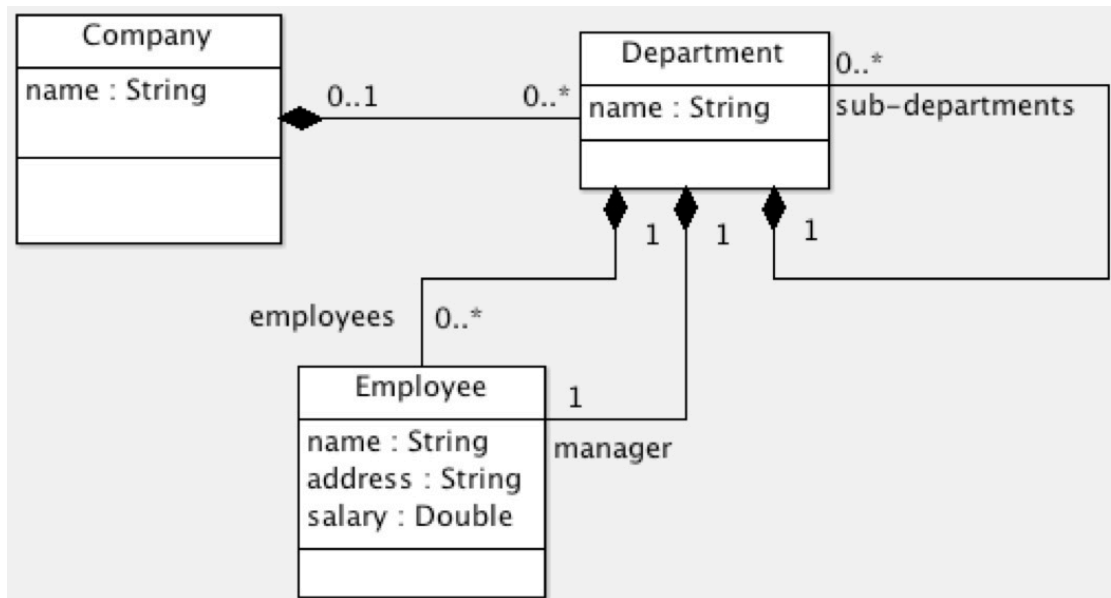 Company
name : String
0..1
0..*
Department
name : String
0..*
sub-departments
1
1
1
employees
0..*
Employee
name : String
address : String
salary : Double
1
manager